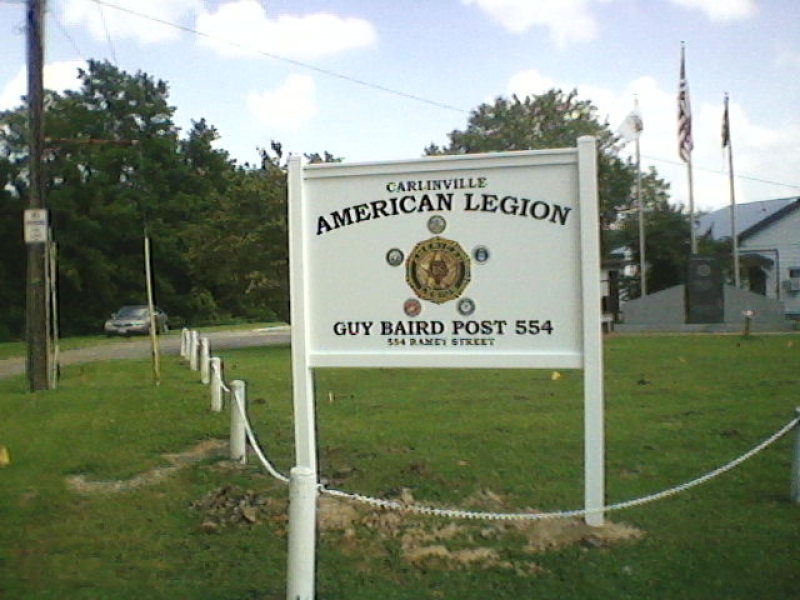 CARLINVILLE
AMERICAN LEGION
GUY BAIRD POST 554
554 RAMEY STREET